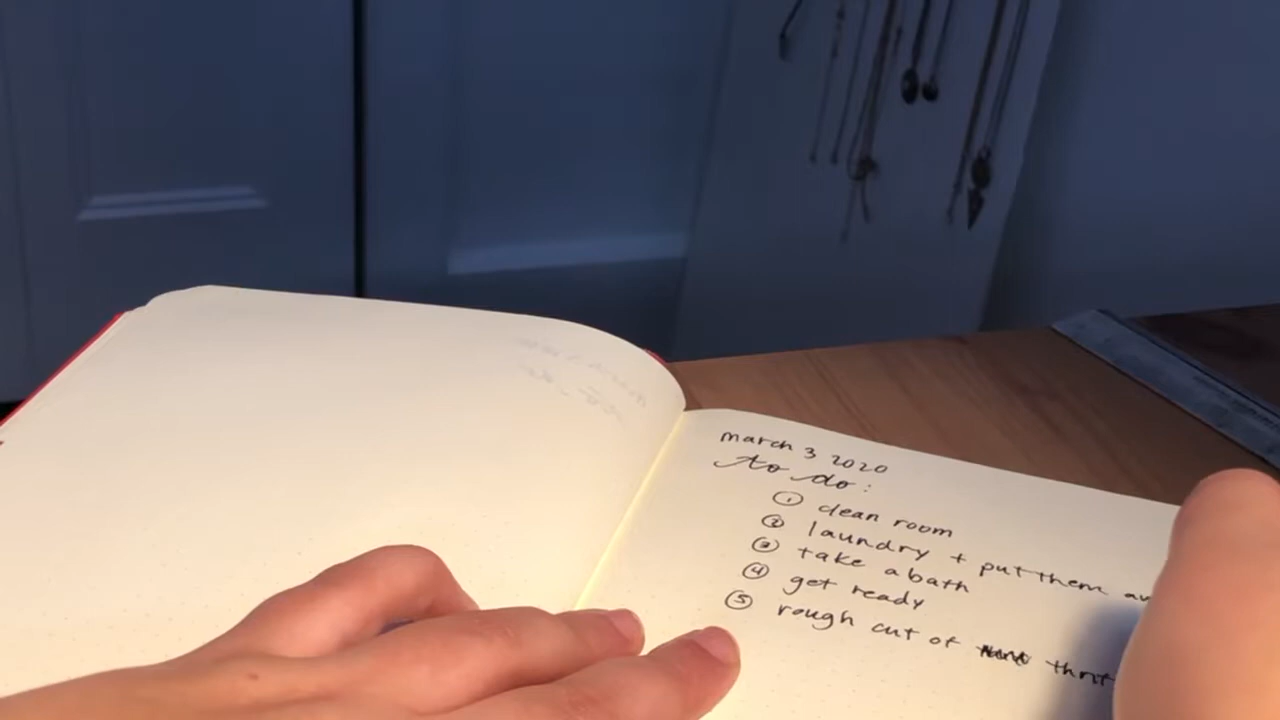 march 3 2020
to do:
① clean room
② laundry + put them
③ take a bath
④ get ready
⑤ rough cut of